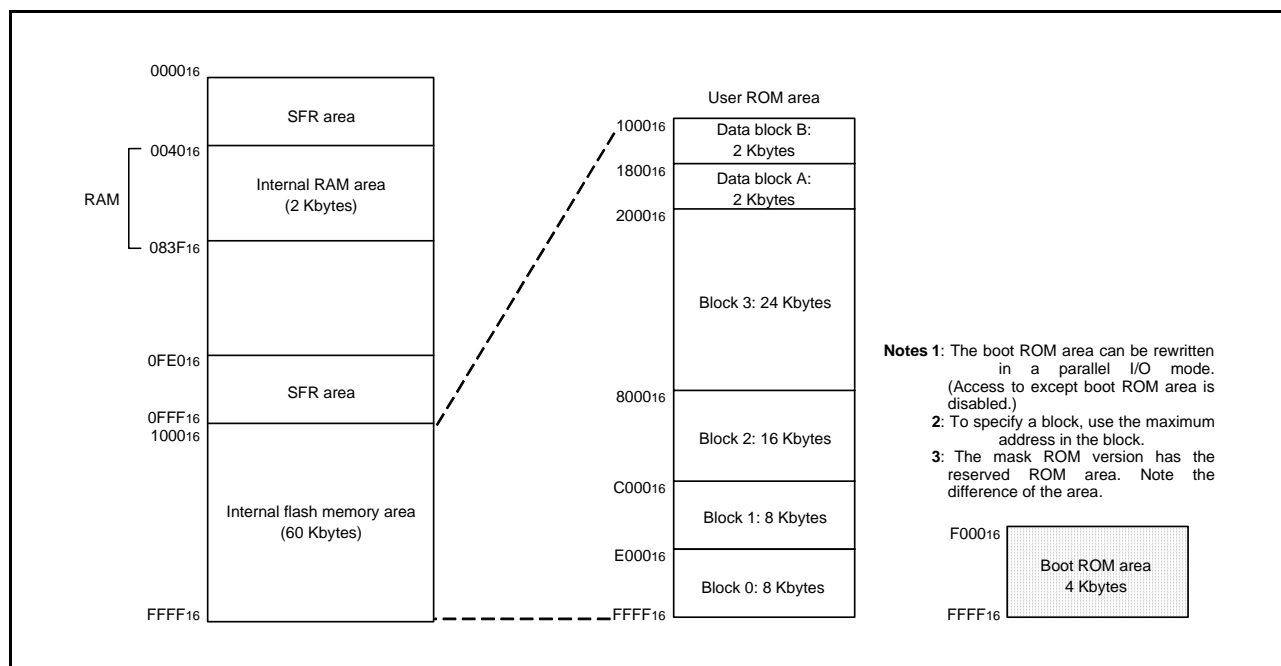 000016
SFR area
004016
RAM
Internal RAM area
(2 Kbytes)
083F16
0FE016
SFR area
0FFF16
100016
Internal flash memory area
(60 Kbytes)
FFFF16
User ROM area
100016
Data block B:
2 Kbytes
180016
Data block A:
2 Kbytes
200016
Block 3: 24 Kbytes
800016
Block 2: 16 Kbytes
C00016
Block 1: 8 Kbytes
E00016
Block 0: 8 Kbytes
FFFF16
Notes 1: The boot ROM area can be rewritten
in a parallel I/O mode.
(Access to except boot ROM area is
disabled.)
2: To specify a block, use the maximum
address in the block.
3: The mask ROM version has the
reserved ROM area. Note the
difference of the area.
F00016
Boot ROM area
4 Kbytes
FFFF16